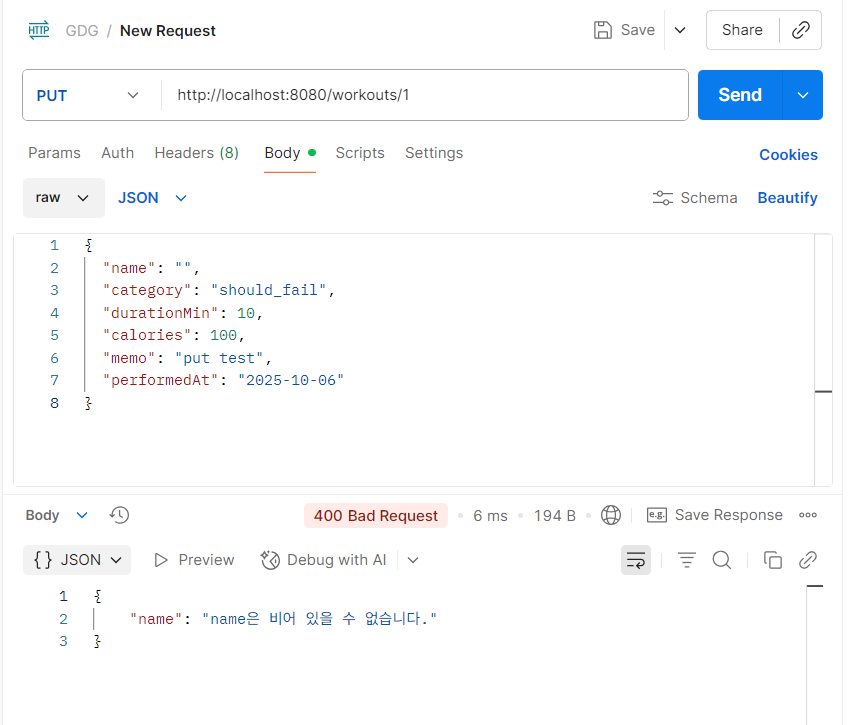 HTTP GDG / New Request Save Share
PUT http://localhost:8080/workouts/1 Send
Params Auth Headers (8) Body Scripts Settings Cookies
raw JSON Schema Beautify
1 {
2 "name": "",
3 "category": "should_fail",
4 "durationMin": 10,
5 "calories": 100,
6 "memo": "put test",
7 "performedAt": "2025-10-06"
8 }
Body 400 Bad Request 6 ms 194 B e.g. Save Response
{} JSON Preview Debug with AI
1 {
2 "name": "name은 비어 있을 수 없습니다."
3 }